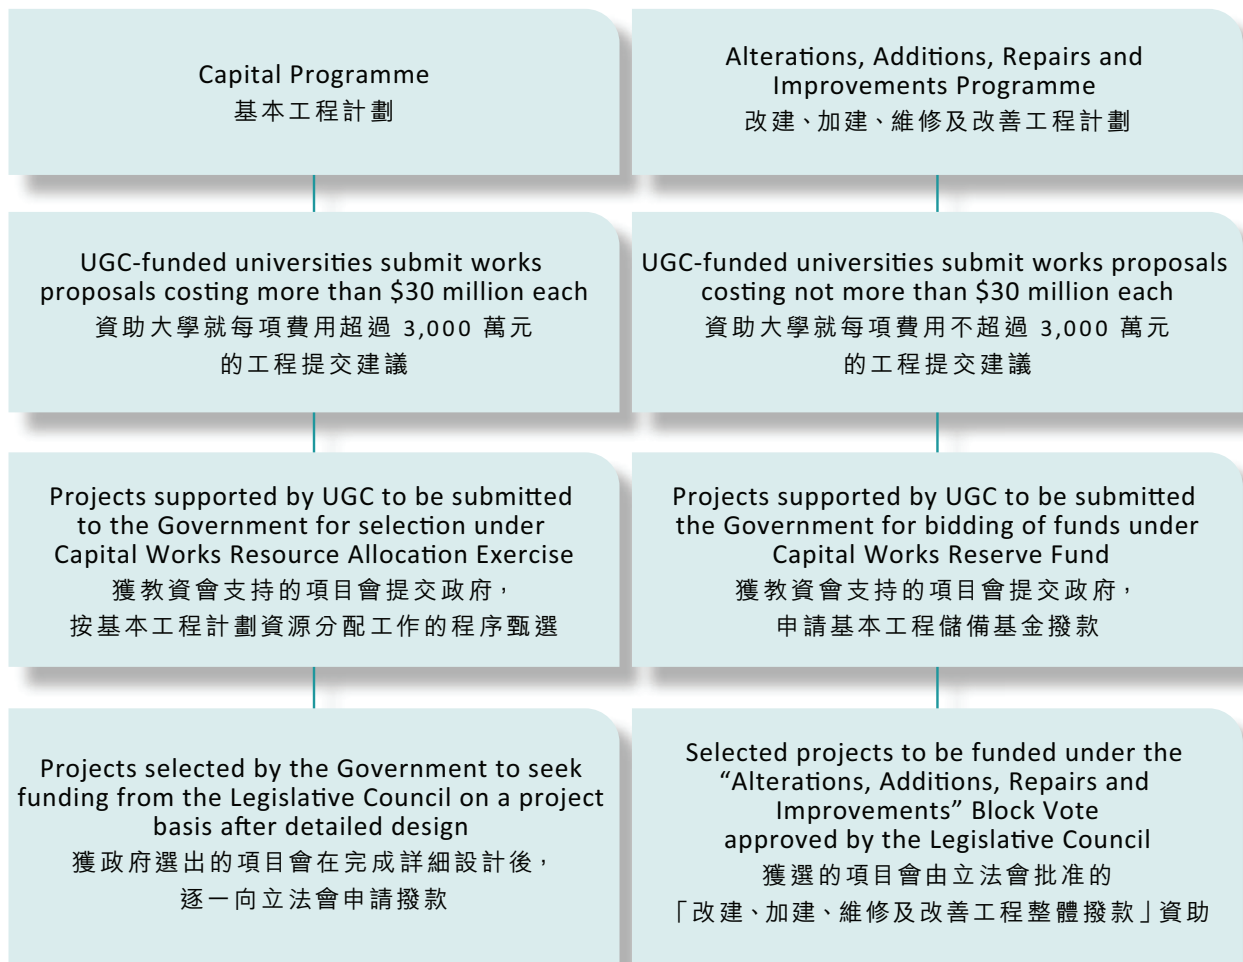 Capital Programme
基本工程計劃
Alterations, Additions, Repairs and
Improvements Programme
改建、加建、維修及改善工程計劃
UGC-funded universities submit works
proposals costing more than $30 million each
資助大學就每項費用超過 3,000 萬元
的工程提交建議
UGC-funded universities submit works proposals
costing not more than $30 million each
資助大學就每項費用不超過 3,000 萬元
的工程提交建議
Projects supported by UGC to be submitted
to the Government for selection under
Capital Works Resource Allocation Exercise
獲教資會支持的項目會提交政府，
按基本工程計劃資源分配工作的程序甄選
Projects supported by UGC to be submitted
the Government for bidding of funds under
Capital Works Reserve Fund
獲教資會支持的項目會提交政府，
申請基本工程儲備基金撥款
Projects selected by the Government to seek
funding from the Legislative Council on a project
basis after detailed design
獲政府選出的項目會在完成詳細設計後，
逐一向立法會申請撥款
Selected projects to be funded under the
“Alterations, Additions, Repairs and
Improvements” Block Vote
approved by the Legislative Council
獲選的項目會由立法會批准的
「改建、加建、維修及改善工程整體撥款」資助